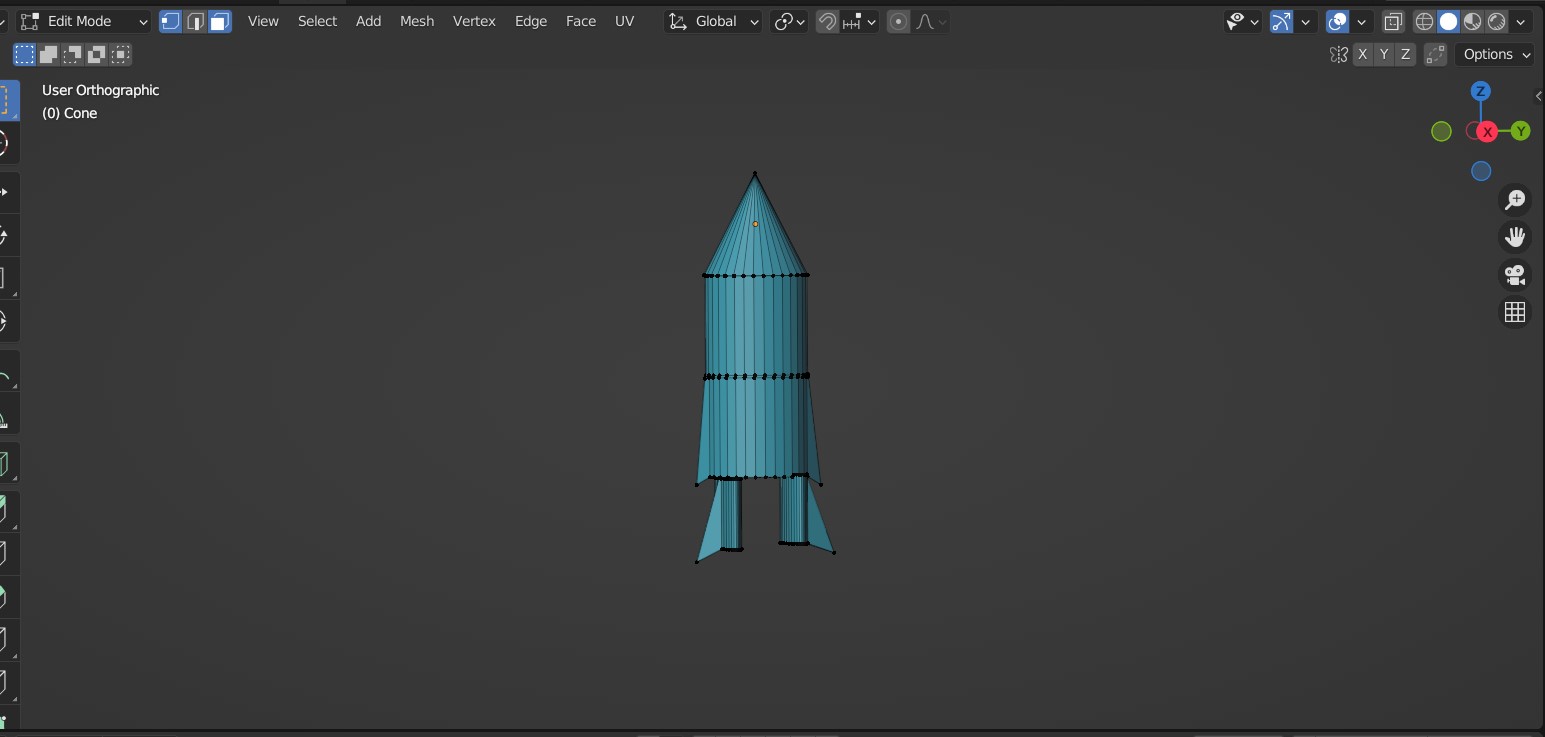 Edit Mode View Select Add Mesh Vertex Edge Face UV Global
X Y Z Options
User Orthographic
(0) Cone
Z
X Y